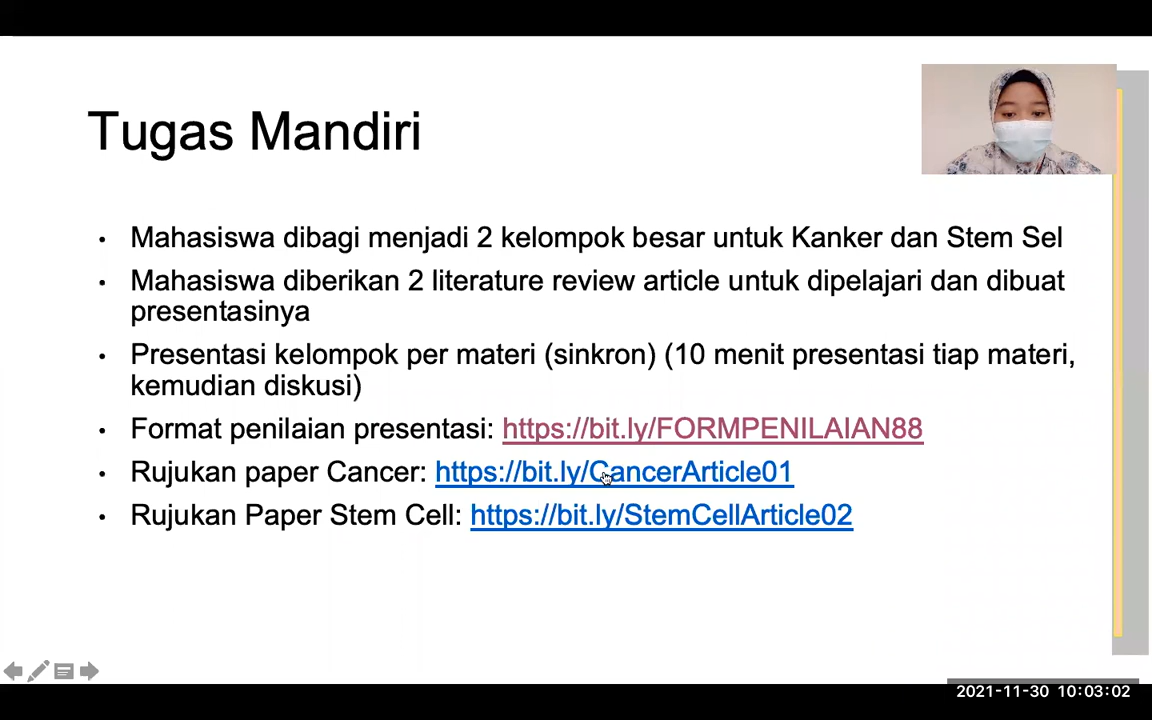 Tugas Mandiri
• Mahasiswa dibagi menjadi 2 kelompok besar untuk Kanker dan Stem Sel
• Mahasiswa diberikan 2 literature review article untuk dipelajari dan dibuat
presentasinya
• Presentasi kelompok per materi (sinkron) (10 menit presentasi tiap materi,
kemudian diskusi)
• Format penilaian presentasi: https://bit.ly/FORMPENILAIAN88
• Rujukan paper Cancer: https://bit.ly/CancerArticle01
• Rujukan Paper Stem Cell: https://bit.ly/StemCellArticle02
2021-11-30 10:03:02